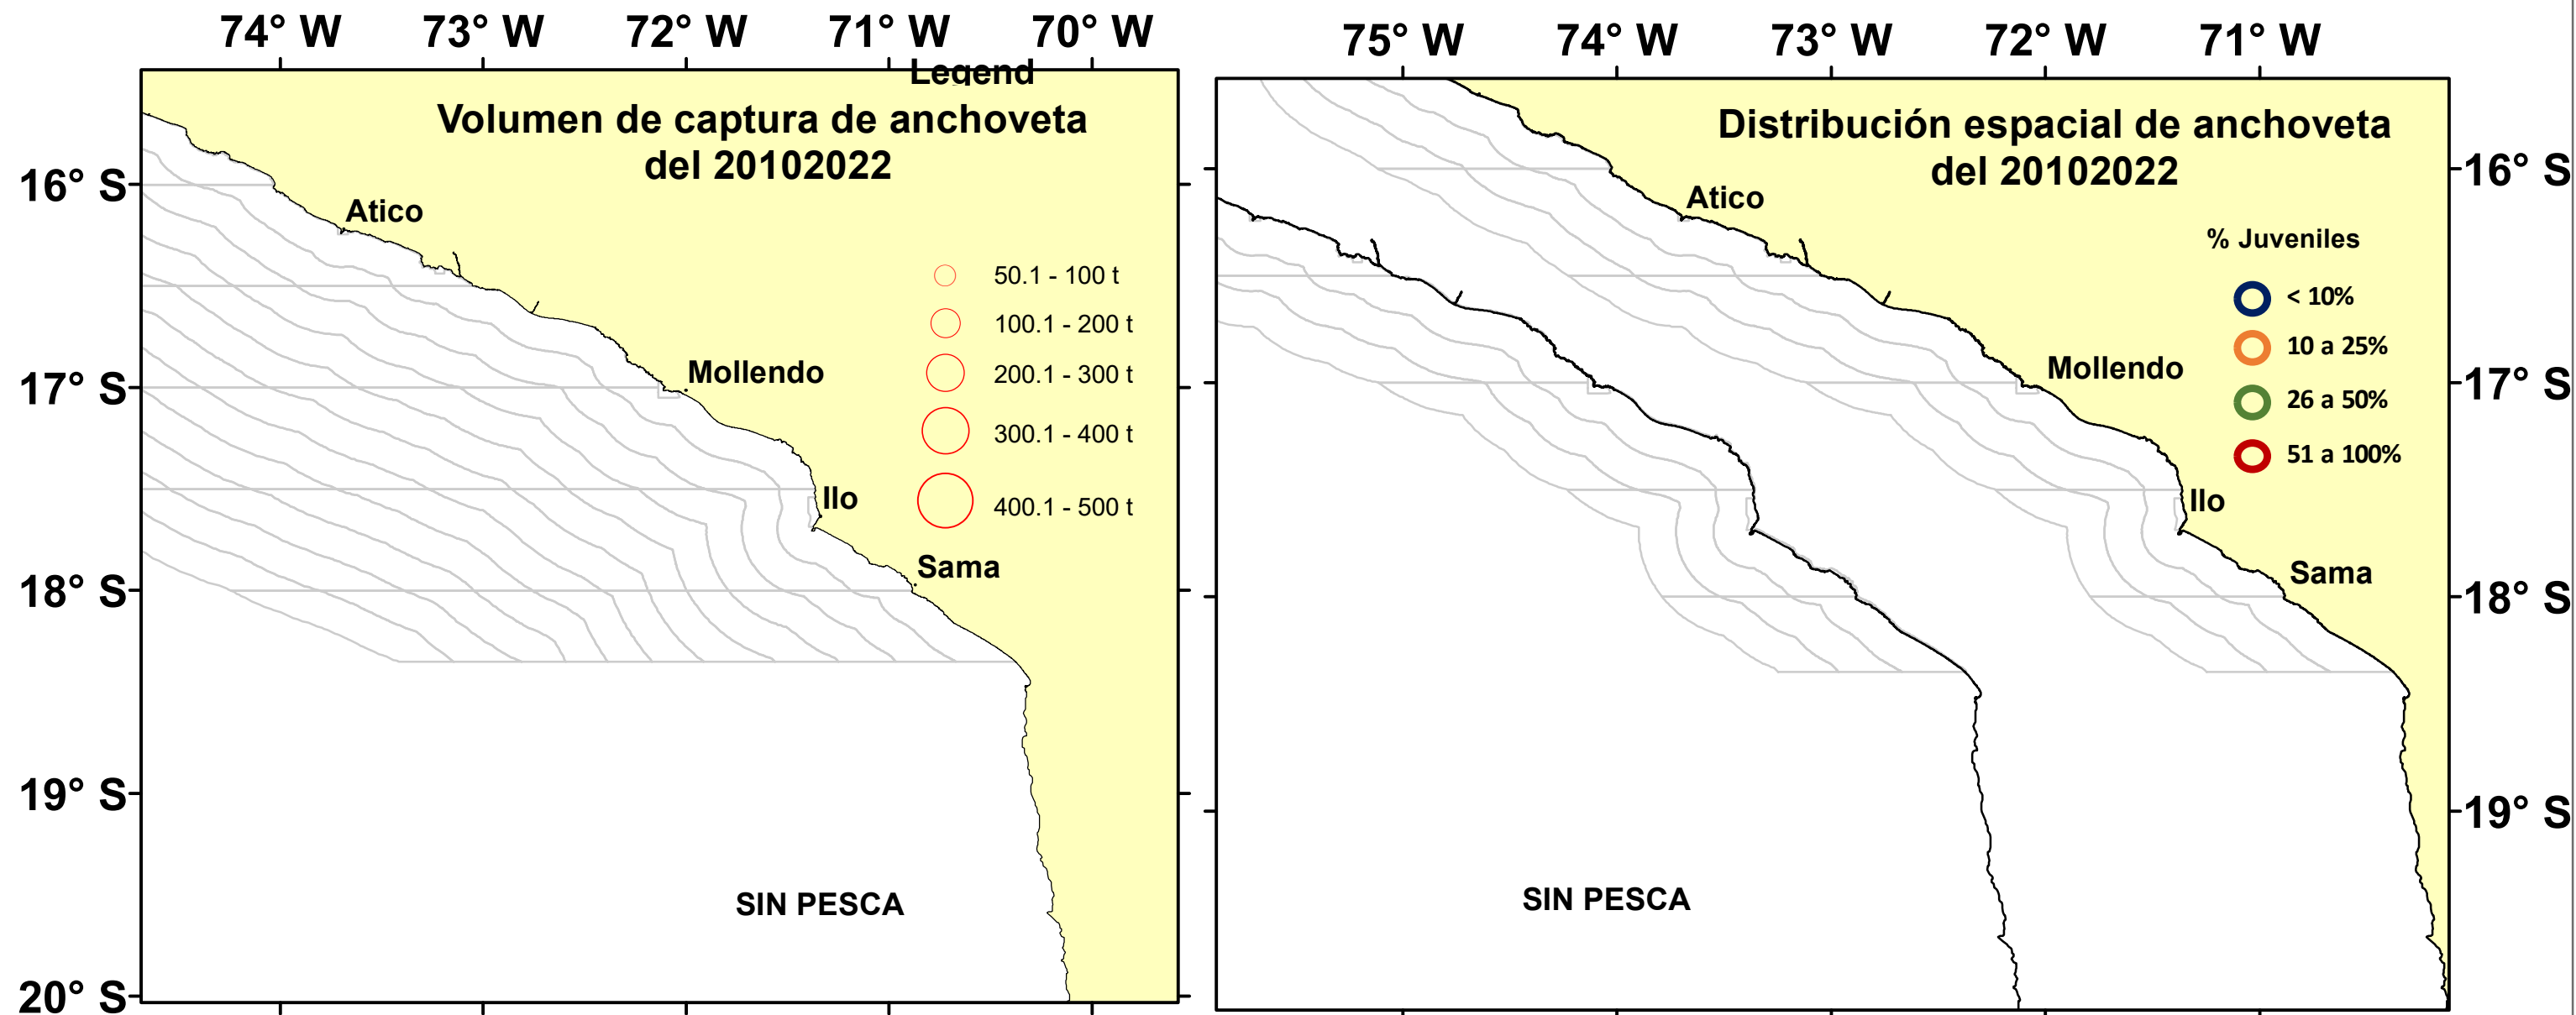 74° W 73° W 72° W 71° W 70° W
Legend
Volumen de captura de anchoveta
del 20102022
16° S
Atico
50.1 - 100 t
100.1 - 200 t
Mollendo
200.1 - 300 t
17° S
300.1 - 400 t
Ilo
400.1 - 500 t
Sama
18° S
19° S
SIN PESCA
20° S
75° W 74° W 73° W 72° W 71° W
Distribución espacial de anchoveta
del 20102022
16° S
Atico
% Juveniles
< 10%
10 a 25%
Mollendo
17° S
26 a 50%
51 a 100%
Ilo
Sama
18° S
19° S
SIN PESCA